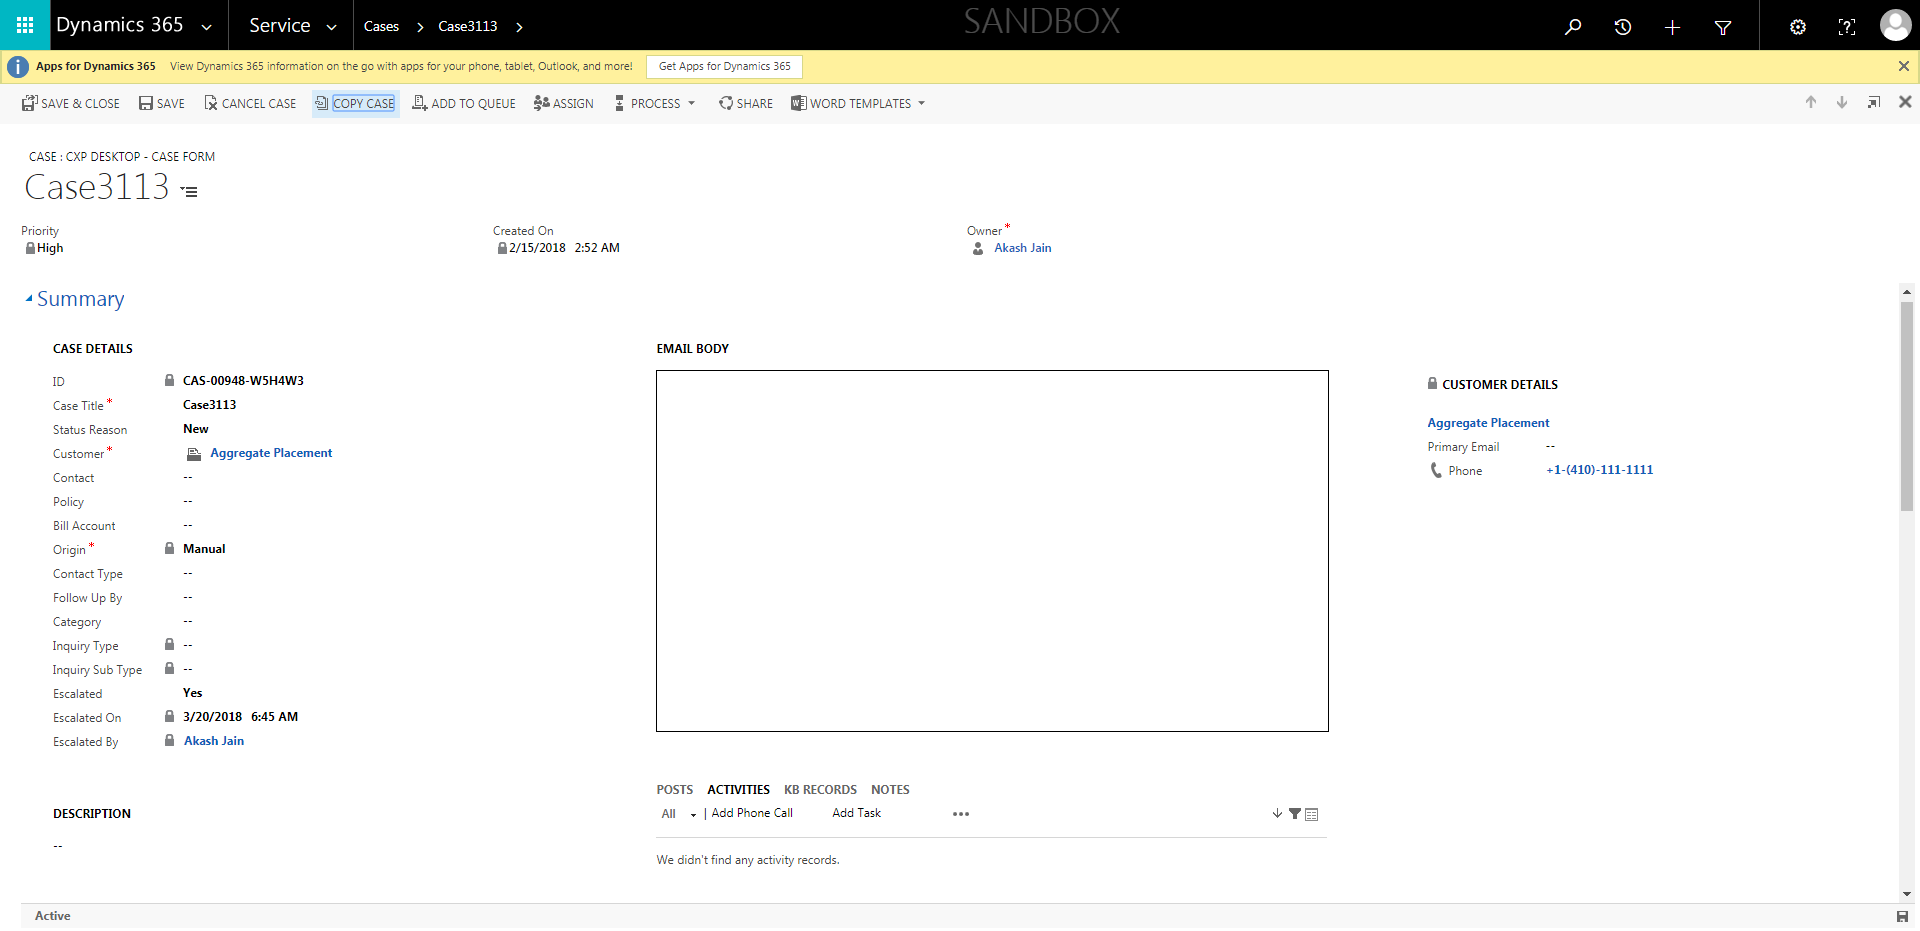 Dynamics 365 Service Cases Case3113 SANDBOX
Apps for Dynamics 365 View Dynamics 365 information on the go with apps for your phone, tablet, Outlook, and more! Get Apps for Dynamics 365
SAVE & CLOSE SAVE CANCEL CASE COPY CASE ADD TO QUEUE ASSIGN PROCESS SHARE WORD TEMPLATES
CASE : CXP DESKTOP - CASE FORM
Case3113
Priority Created On Owner*
High 2/15/2018 2:52 AM Akash Jain
Summary
CASE DETAILS
ID CAS-00948-W5H4W3
Case Title* Case3113
Status Reason New
Customer* Aggregate Placement
Contact --
Policy --
Bill Account --
Origin* Manual
Contact Type --
Follow Up By --
Category --
Inquiry Type --
Inquiry Sub Type --
Escalated Yes
Escalated On 3/20/2018 6:45 AM
Escalated By Akash Jain
DESCRIPTION
--
EMAIL BODY
POSTS ACTIVITIES KB RECORDS NOTES
All | Add Phone Call Add Task •••
We didn't find any activity records.
CUSTOMER DETAILS
Aggregate Placement
Primary Email --
Phone +1-(410)-111-1111
Active